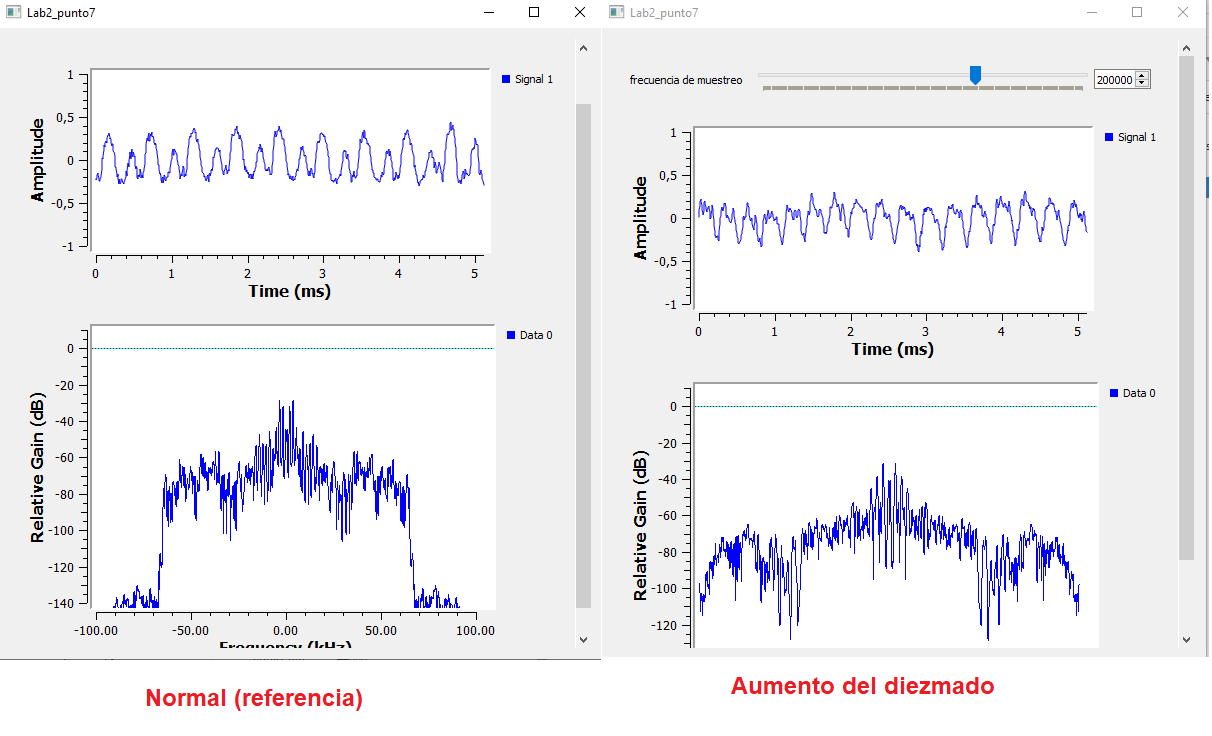 Lab2_punto7
1
0,5
0
-0,5
-1
Amplitude
Signal 1
0
1
2
3
4
5
Time (ms)
0
-20
-40
-60
-80
-100
-120
-140
Relative Gain (dB)
Data 0
-100.00
-50.00
0.00
50.00
100.00
Frequency (kHz)
Normal (referencia)
Lab2_punto7
frecuencia de muestreo
200000
1
0,5
0
-0,5
-1
Amplitude
Signal 1
0
1
2
3
4
5
Time (ms)
0
-20
-40
-60
-80
-100
-120
Relative Gain (dB)
Data 0
Aumento del diezmado